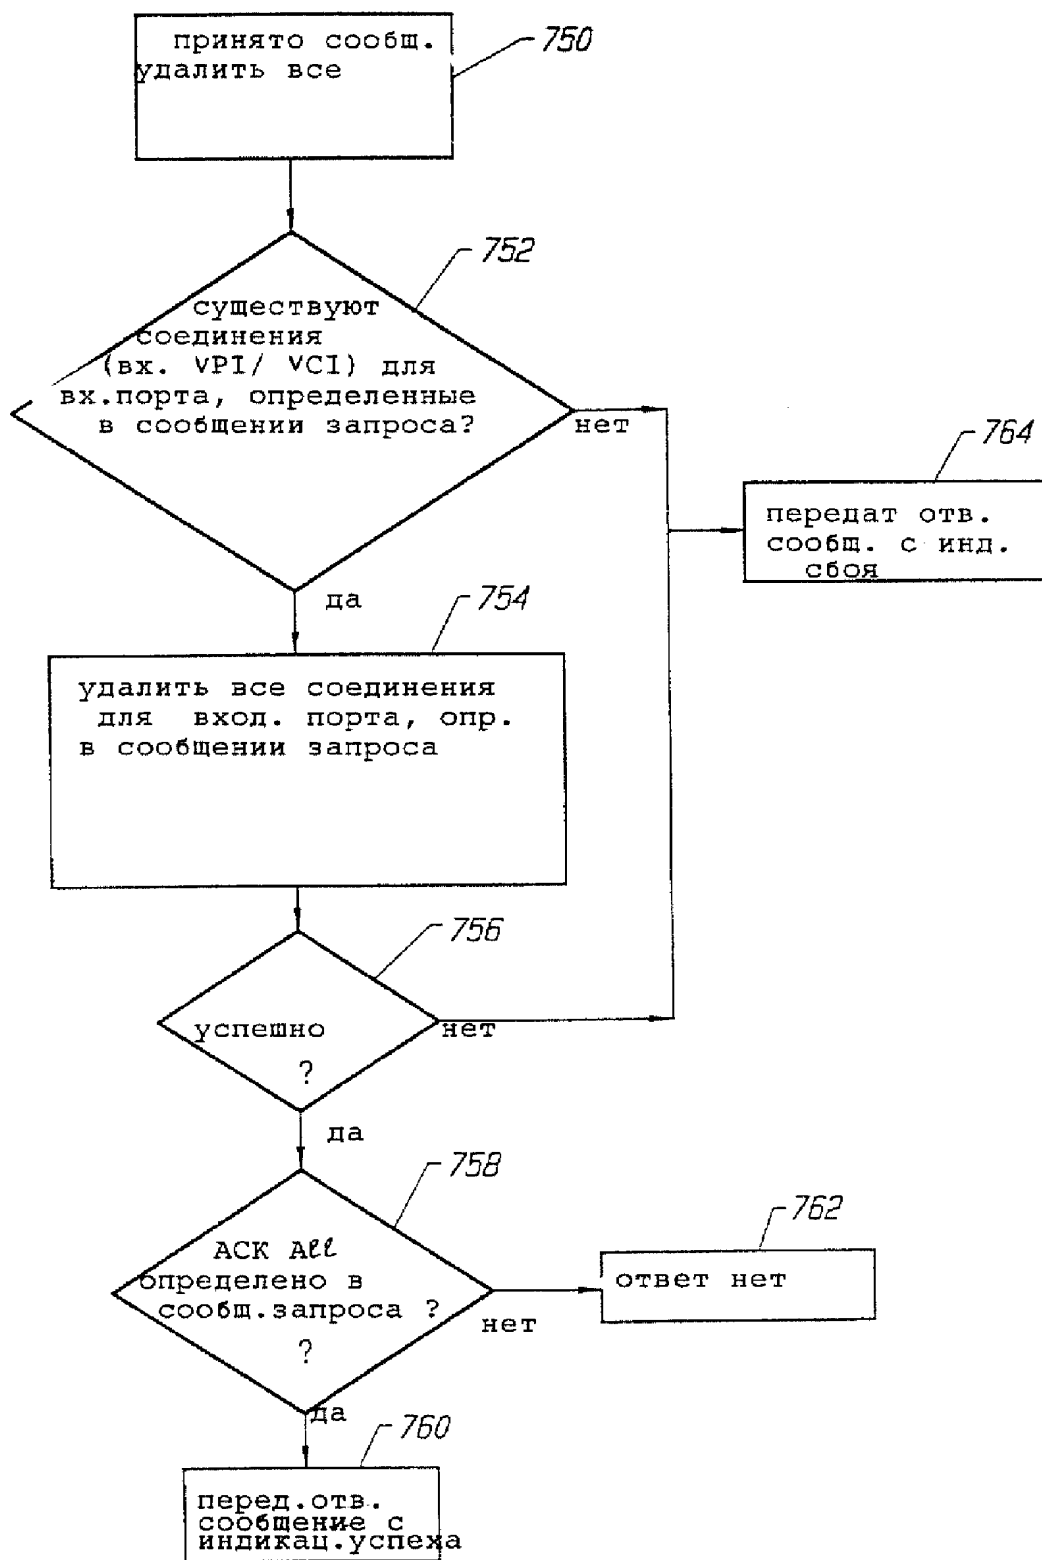 принято сообщ.
удалить все
750
752
существуют
соединения
(вх. VPI/ VCI) для
вх.порта, определенные
в сообщении запроса?
нет
764
передат отв.
сообщ. с инд.
сбоя
да
754
удалить все соединения
для вход. порта, опр.
в сообщении запроса
756
успешно
?
нет
да
758
ACK All
определено в
сообщ.запроса ?
?
нет
762
ответ нет
да
760
перед.отв.
сообщение с
индикац.успеха